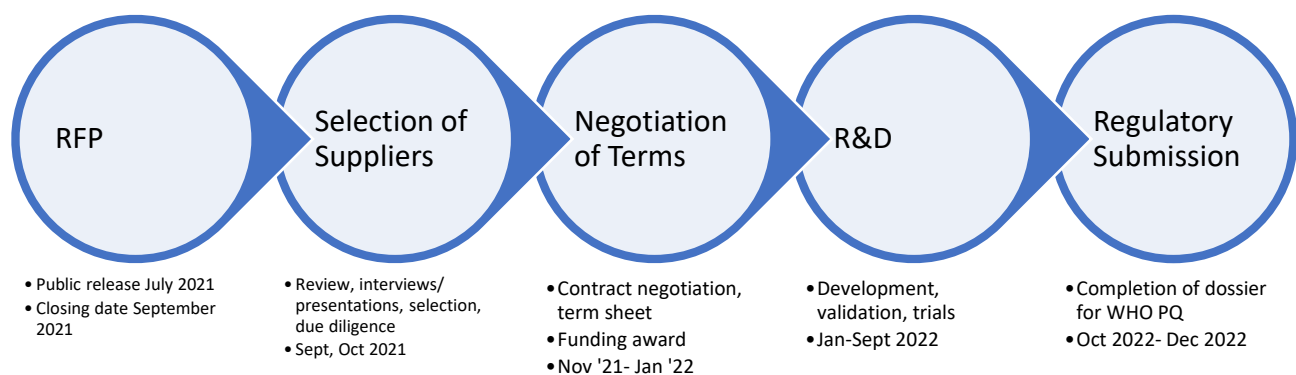 RFP
• Public release July 2021
• Closing date September
2021
Selection of
Suppliers
• Review, interviews/
presentations, selection,
due diligence
• Sept, Oct 2021
Negotiation
of Terms
• Contract negotiation,
term sheet
• Funding award
• Nov '21- Jan '22
R&D
• Development,
validation, trials
• Jan-Sept 2022
Regulatory
Submission
• Completion of dossier
for WHO PQ
• Oct 2022- Dec 2022